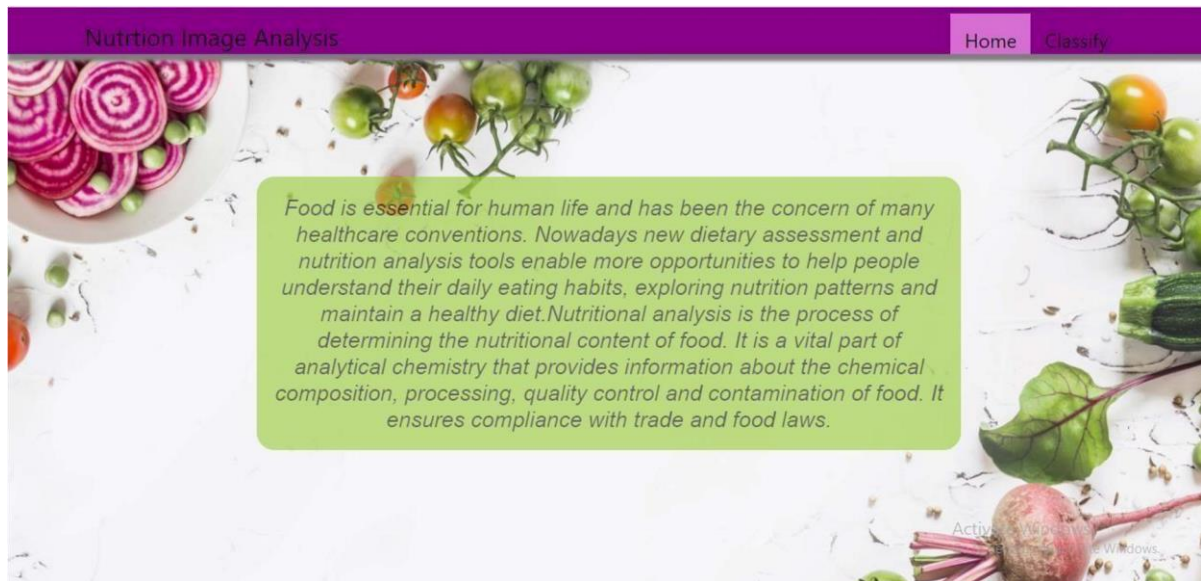 Nutrtion Image Analysis
Home Classify
Food is essential for human life and has been the concern of many
healthcare conventions. Nowadays new dietary assessment and
nutrition analysis tools enable more opportunities to help people
understand their daily eating habits, exploring nutrition patterns and
maintain a healthy diet.Nutritional analysis is the process of
determining the nutritional content of food. It is a vital part of
analytical chemistry that provides information about the chemical
composition, processing, quality control and contamination of food. It
ensures compliance with trade and food laws.
Windows.